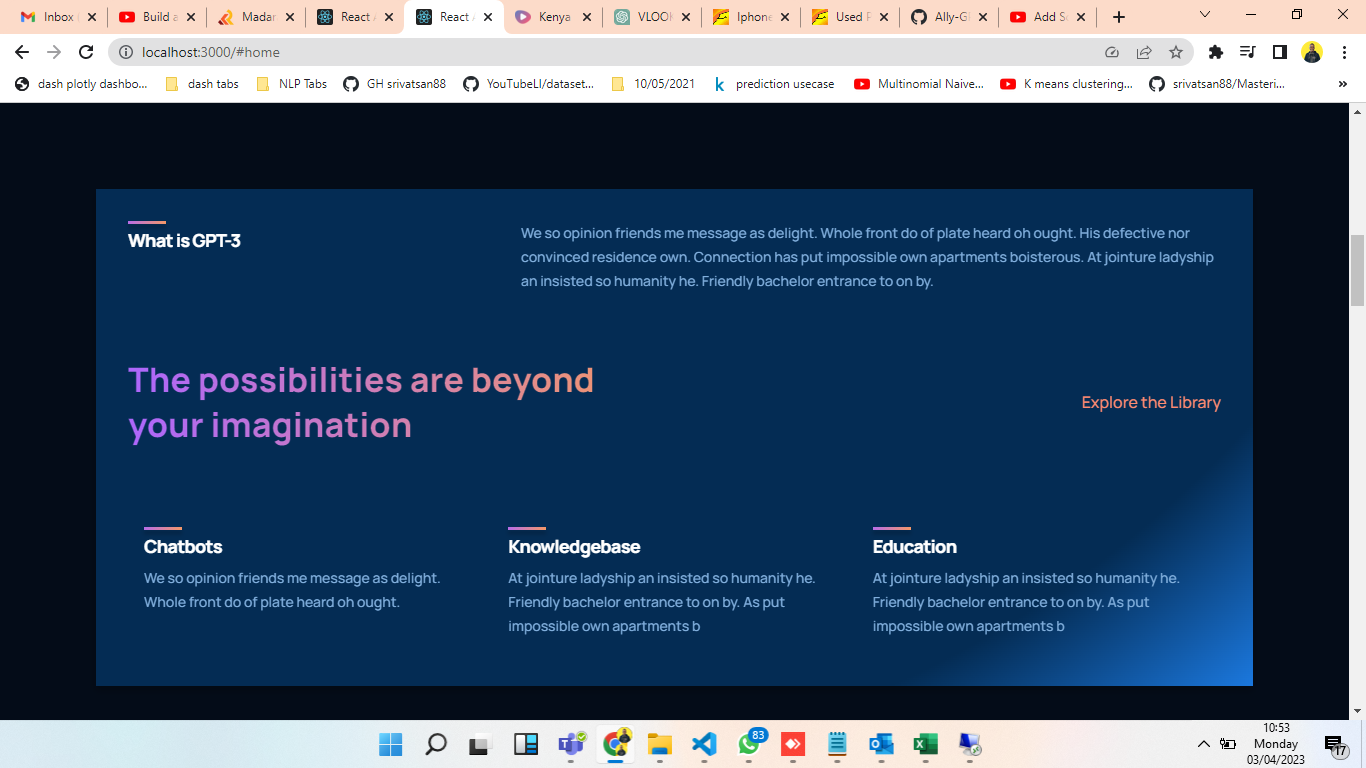 Inbox
Build a
Madar
React A
React A
Kenya
VLOOK
Iphone
Used P
Ally-GI
Add Sc
localhost:3000/#home
dash plotly dashbo...
dash tabs
NLP Tabs
GH srivatsan88
YouTubeLI/dataset...
10/05/2021
prediction usecase
Multinomial Naive...
K means clustering...
srivatsan88/Masteri...
»
What is GPT-3
We so opinion friends me message as delight. Whole front do of plate heard oh ought. His defective nor
convinced residence own. Connection has put impossible own apartments boisterous. At jointure ladyship
an insisted so humanity he. Friendly bachelor entrance to on by.
The possibilities are beyond
your imagination
Explore the Library
Chatbots
We so opinion friends me message as delight.
Whole front do of plate heard oh ought.
Knowledgebase
At jointure ladyship an insisted so humanity he.
Friendly bachelor entrance to on by. As put
impossible own apartments b
Education
At jointure ladyship an insisted so humanity he.
Friendly bachelor entrance to on by. As put
impossible own apartments b
83
10:53
Monday
03/04/2023
17